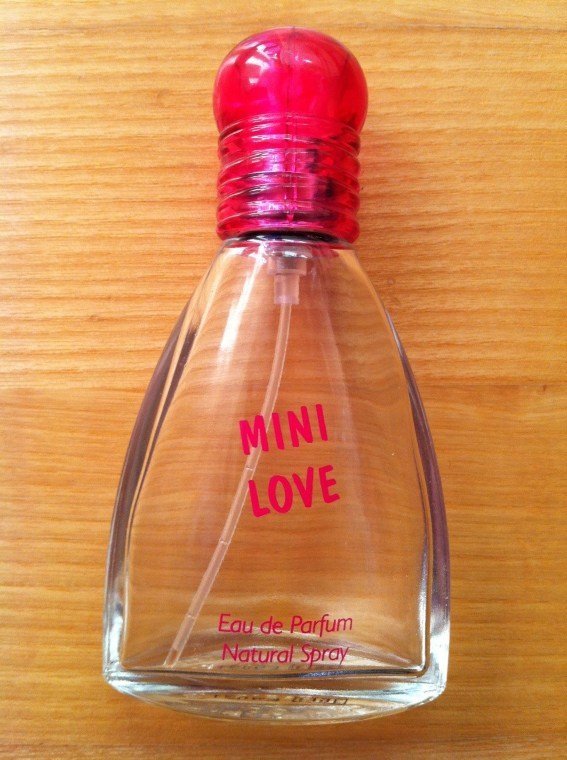 MINI
LOVE
Eau de Parfum
Natural Spray